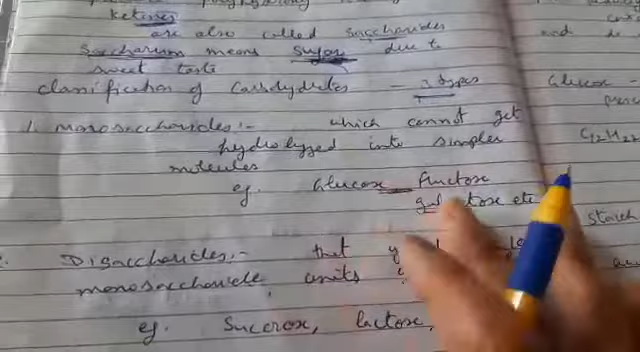 ketones
are also called saccharides
Saccharum means sugar due to
sweet taste
classification of Carbohydrates - 3 types
Glucose -
1. monosaccharides:- which cannot get
hydrolyzed into simpler
molecules
C12H22
eg. Glucose Fructose
etc
Starch
Disaccharides:- that
monosaccharide units
eg. Sucrose, lactose,